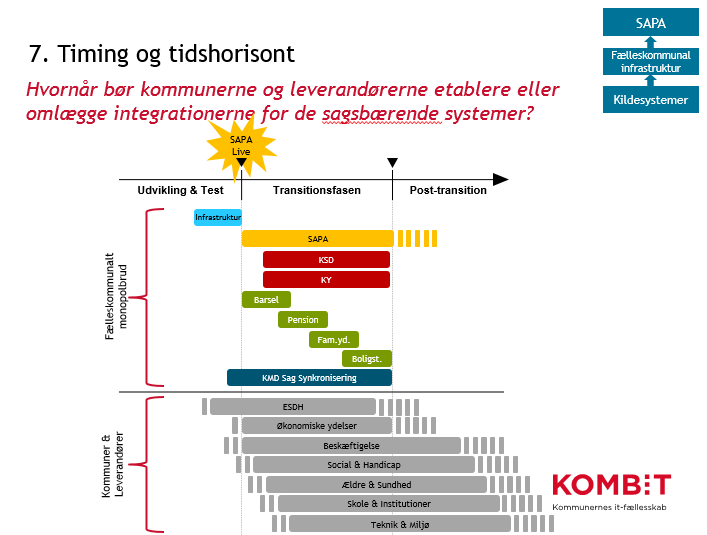 SAPA
Fælleskommunal
infrastruktur
Kildesystemer
7. Timing og tidshorisont
Hvornår bør kommunerne og leverandørerne etablere eller
omlægge integrationerne for de sagsbærende systemer?
SAPA
Live
Udvikling & Test
Transitionsfasen
Post-transition
Fælleskommunalt
monopolbrud
Infrastruktur
SAPA
KSD
KY
Barsel
Pension
Fam.yd.
Boligst.
KMD Sag Synkronisering
Kommuner &
Leverandører
ESDH
Økonomiske ydelser
Beskæftigelse
Social & Handicap
Ældre & Sundhed
Skole & Institutioner
Teknik & Miljø
KOMBIT
Kommunernes it-fællesskab